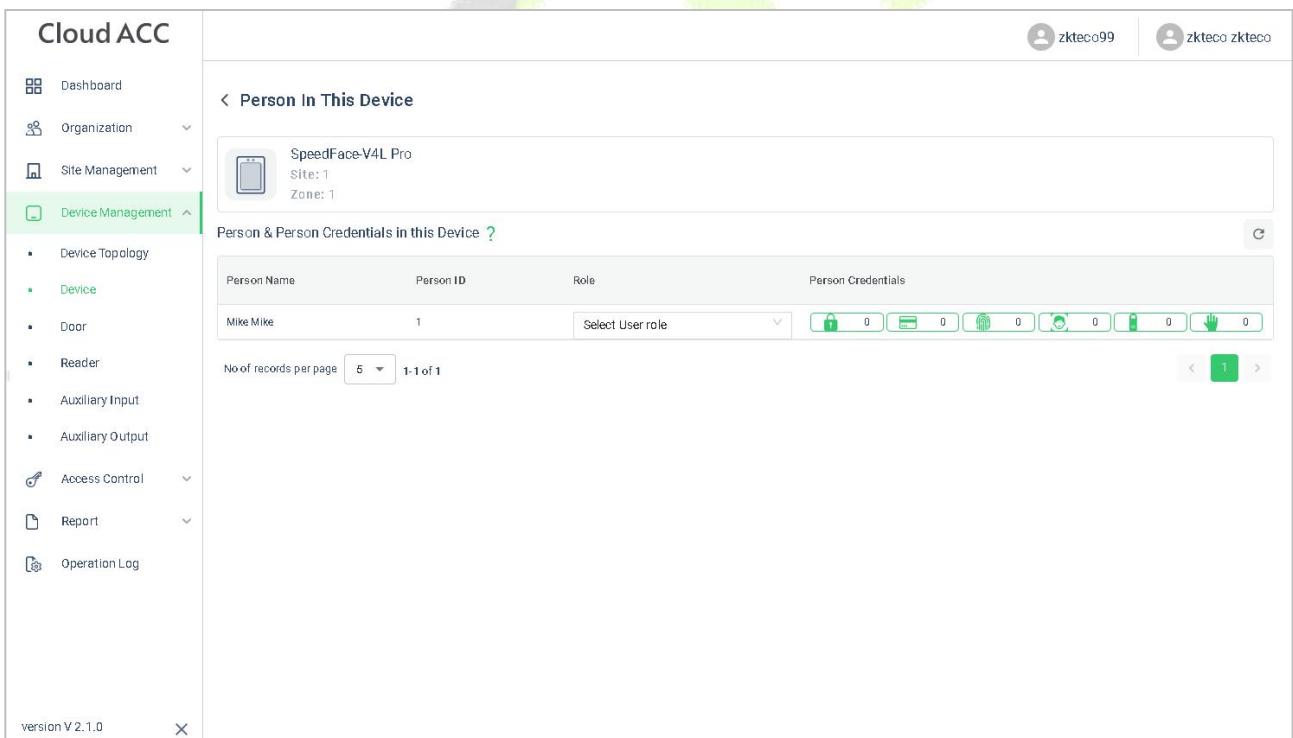 Cloud ACC
zkteco99
zkteco zkteco
Dashboard
Organization
Site Management
Device Management
Device Topology
Device
Door
Reader
Auxiliary Input
Auxiliary Output
Access Control
Report
Operation Log
version V 2.1.0
Person In This Device
SpeedFace-V4L Pro
Site: 1
Zone: 1
Person & Person Credentials in this Device ?
Person Name Person ID Role Person Credentials
Mike Mike 1 Select User role 0 0 0 0 0 0
No of records per page 5 1-1 of 1 < 1 >